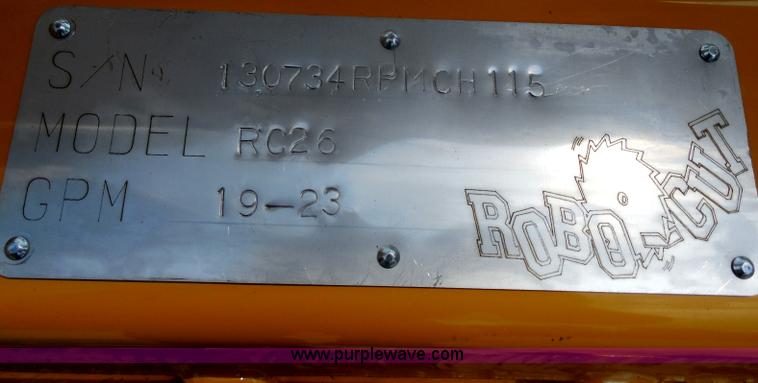 S/N. 130734RPMCH115
MODEL RC26
GPM 19-23
ROBO-CUT
www.purplewave.com